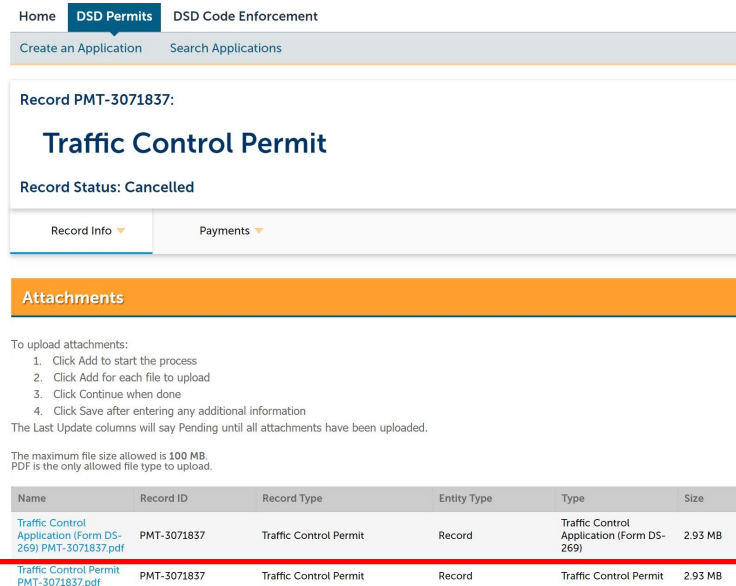 Home DSD Permits DSD Code Enforcement
Create an Application Search Applications
Record PMT-3071837:
Traffic Control Permit
Record Status: Cancelled
Record Info Payments
Attachments
To upload attachments:
1. Click Add to start the process
2. Click Add for each file to upload
3. Click Continue when done
4. Click Save after entering any additional information
The Last Update columns will say Pending until all attachments have been uploaded.
The maximum file size allowed is 100 MB.
PDF is the only allowed file type to upload.
Name Record ID Record Type Entity Type Type Size
Traffic Control Traffic Control
Application (Form DS- PMT-3071837 Traffic Control Permit Record Application (Form DS- 2.93 MB
269) PMT-3071837.pdf 269)
Traffic Control Permit PMT-3071837 Traffic Control Permit Record Traffic Control Permit 2.93 MB
PMT-3071837.pdf